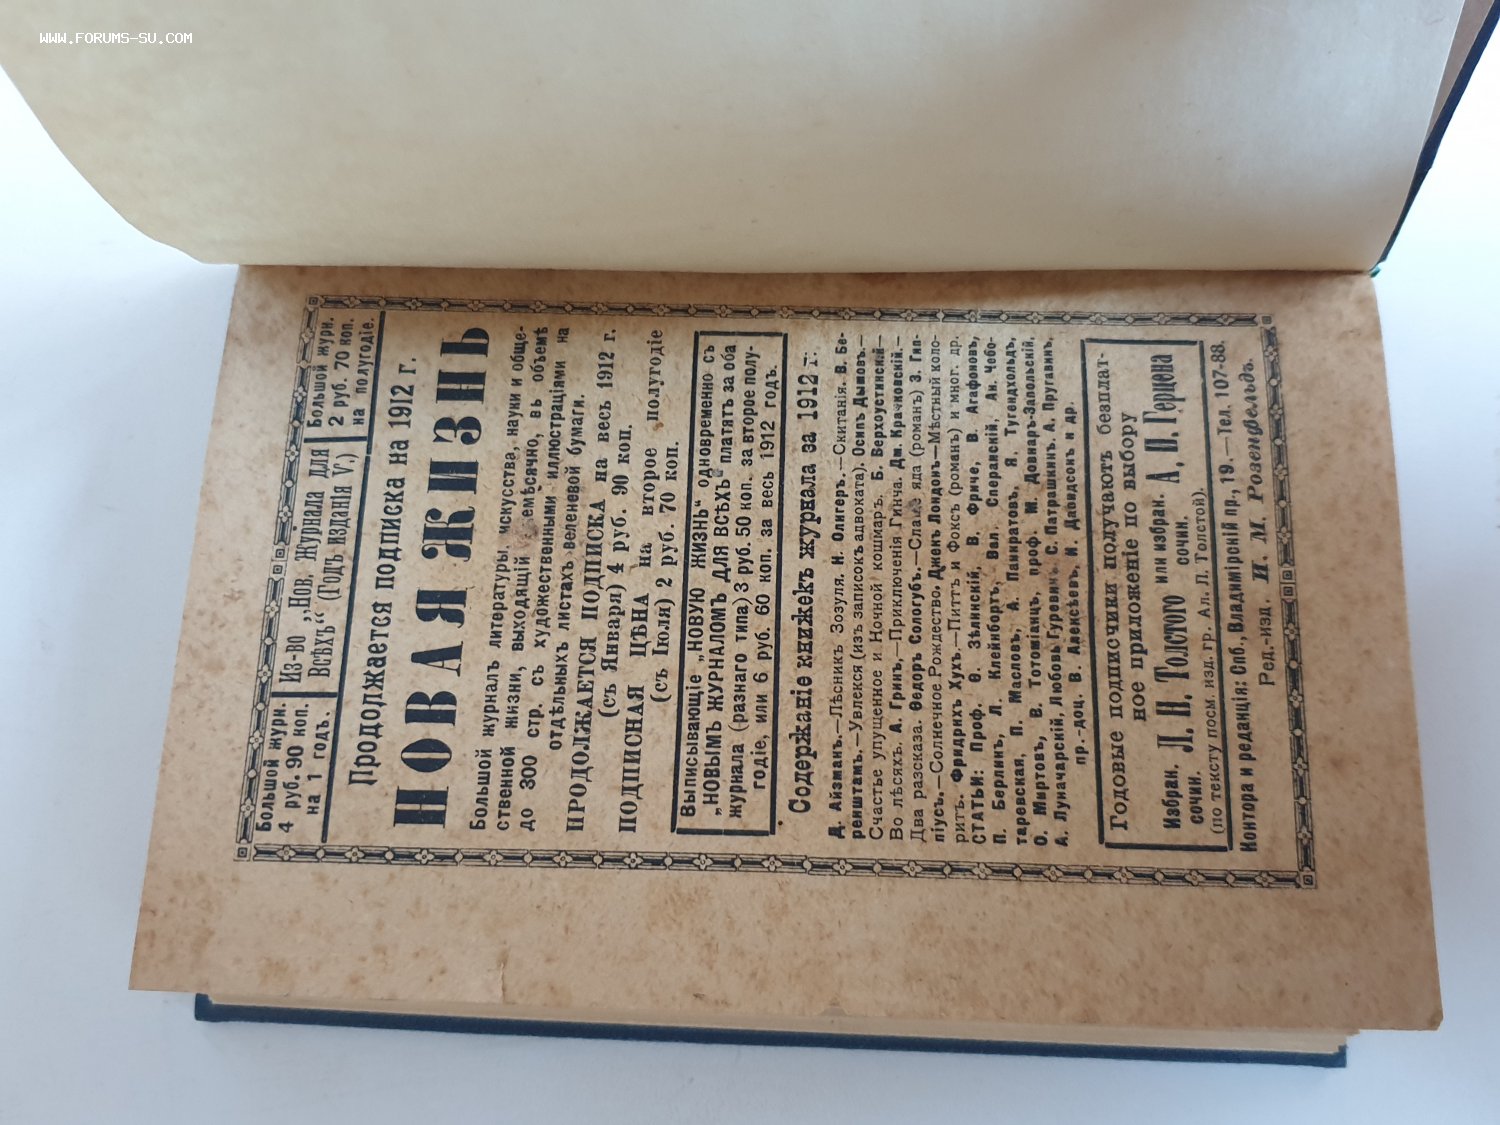 WWW.FORUMS-SU.COM
Большой журн.
4 руб. 90 коп.
на 1 годъ.
Из-во „Нов. Журнала для
Всѣхъ“ (Годъ изданія V.)
Большой журн.
2 руб. 70 коп.
на полугодіе.
Продолжается подписка на 1912 г.
НОВАЯ ЖИЗНЬ
Большой журналъ литературы, искусства, науки и обще-
ственной жизни, выходящій ежемѣсячно, въ объемѣ
до 300 стр. съ художественными иллюстраціями на
отдѣльныхъ листахъ веленевой бумаги.
ПРОДОЛЖАЕТСЯ ПОДПИСКА на весь 1912 г.
(съ Января) 4 руб. 90 коп.
ПОДПИСНАЯ ЦѢНА на второе полугодіе
(съ Іюля) 2 руб. 70 коп.
Выписывающіе „НОВУЮ ЖИЗНЬ“ одновременно съ
„НОВЫМЪ ЖУРНАЛОМЪ ДЛЯ ВСѢХЪ“ платятъ за оба
журнала (разнаго типа) 3 руб. 50 коп. за второе полу-
годіе, или 6 руб. 60 коп. за весь 1912 годъ.
Содержаніе книжекъ журнала за 1912 г:
Д. Айзманъ.—Лѣсникъ Зозуля. Н. Олигеръ.—Скитанія. В. Бе-
ренштамъ.—Увлекся (изъ записокъ адвоката). Осипъ Дымовъ.—
Счастье упущенное и Ночной кошмаръ. Б. Верхоустинскій—
Во лѣсяхъ. А. Гринъ,—Приключенія Гинча. Дм. Крачковскій.—
Два разсказа. Ѳедоръ Сологубъ.—Слаще яда (романъ) З. Гип-
піусъ.—Солнечное Рождество. Джекъ Лондонъ—Мѣстный коло-
ритъ. Фридрихъ Хухъ.—Питтъ и Фоксъ (романъ) и мног. др.
СТАТЬИ: Проф. Ѳ. Зѣлинскій, В. Фриче, В. Агафоновъ,
П. Берлинъ, Л. Клейнбортъ, Вал. Сперанскій, Ан. Чебо-
таревская, П. Масловъ, А. Панкратовъ, Я. Тугендхольдъ,
О. Миртовъ, В. Тотоміанцъ, проф. М. Довнаръ-Запольскій,
А. Луначарскій, Любовь Гуревичъ, С. Патрашкинъ, А. Пругавинъ,
пр.-доц. В. Алексѣевъ, И. Давидсонъ и др.
Годовые подписчики получаютъ безплат-
ное приложеніе по выбору
Избран. Л. Н. Толстого или избран. А. И. Герцена
сочин. сочин.
(по тексту посм. изд. гр. Ал. Л. Толстой).
Контора и редакція; Спб., Владимірскій пр., 19.—Тел. 107-88.
Ред.-изд. Н. М. Розенфельдъ.